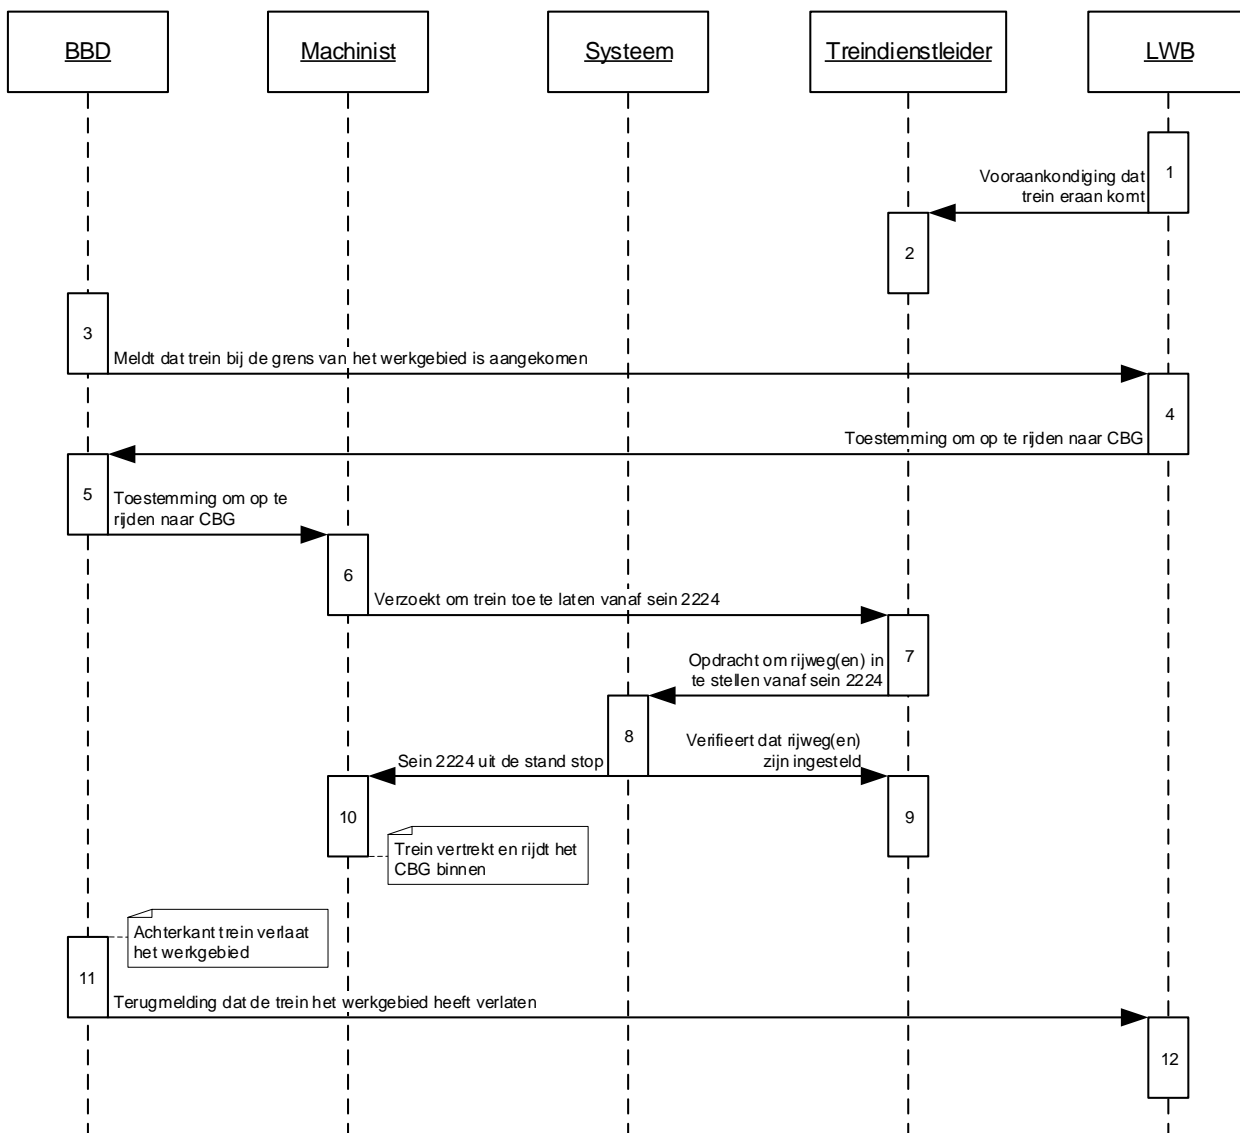 BBD
Machinist
Systeem
Treindienstleider
LWB
1
Vooraankondiging dat
trein eraan komt
2
3
Meldt dat trein bij de grens van het werkgebied is aangekomen
4
Toestemming om op te rijden naar CBG
5
Toestemming om op te
rijden naar CBG
6
Verzoekt om trein toe te laten vanaf sein 2224
7
Opdracht om rijweg(en) in
te stellen vanaf sein 2224
8
Verifieert dat rijweg(en)
zijn ingesteld
Sein 2224 uit de stand stop
10
9
Trein vertrekt en rijdt het
CBG binnen
Achterkant trein verlaat
het werkgebied
11
Terugmelding dat de trein het werkgebied heeft verlaten
12